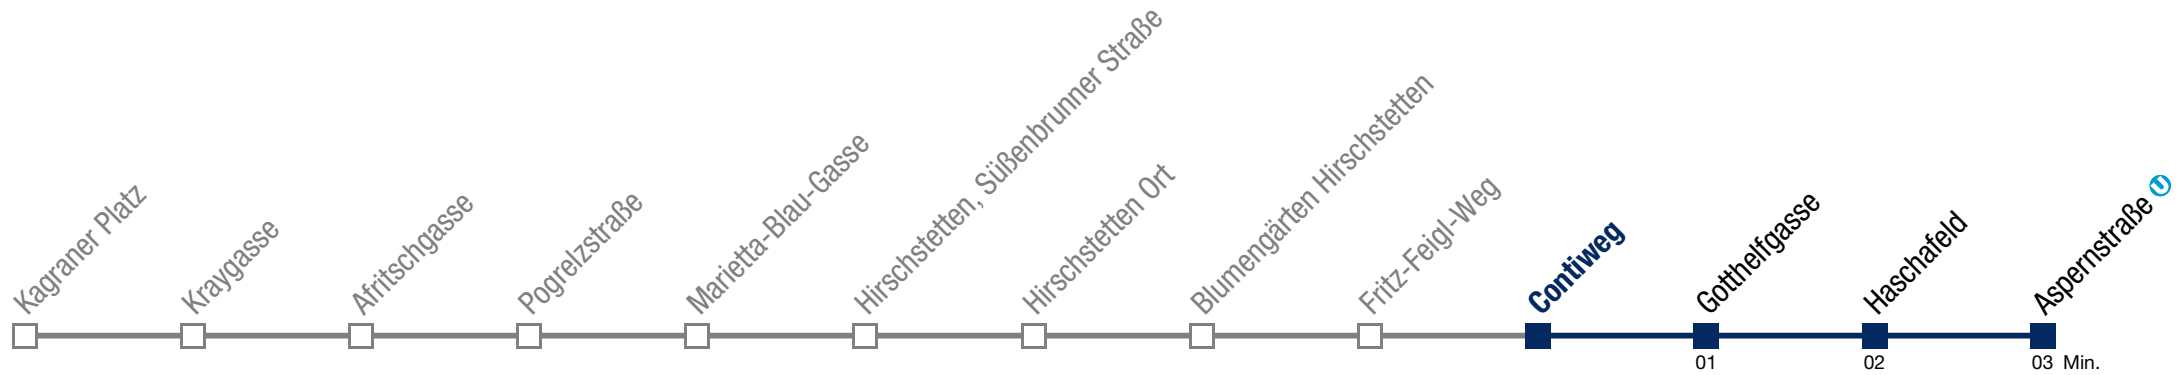 Kagraner Platz
Kraygasse
Afritschgasse
Pogrelzstraße
Marietta-Blau-Gasse
Hirschstetten, Süßenbrunner Straße
Hirschstetten Ort
Blumengärten Hirschstetten
Fritz-Feigl-Weg
Contiweg
Gotthelfgasse
Haschafeld
Aspernstraße U
01
02
03 Min.